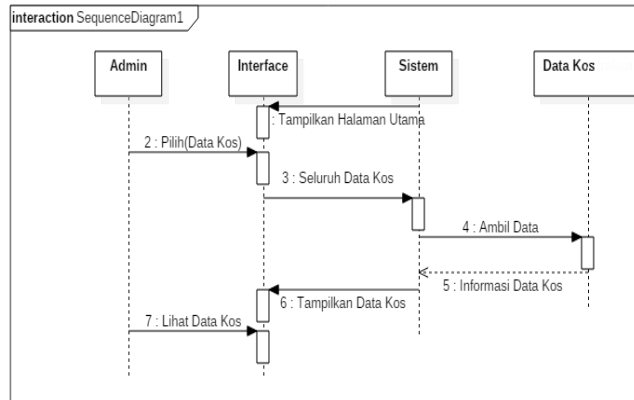 interaction SequenceDiagram1
Admin
Interface
Sistem
Data Kos
: Tampilkan Halaman Utama
2 : Pilih(Data Kos)
3 : Seluruh Data Kos
4 : Ambil Data
5 : Informasi Data Kos
6 : Tampilkan Data Kos
7 : Lihat Data Kos